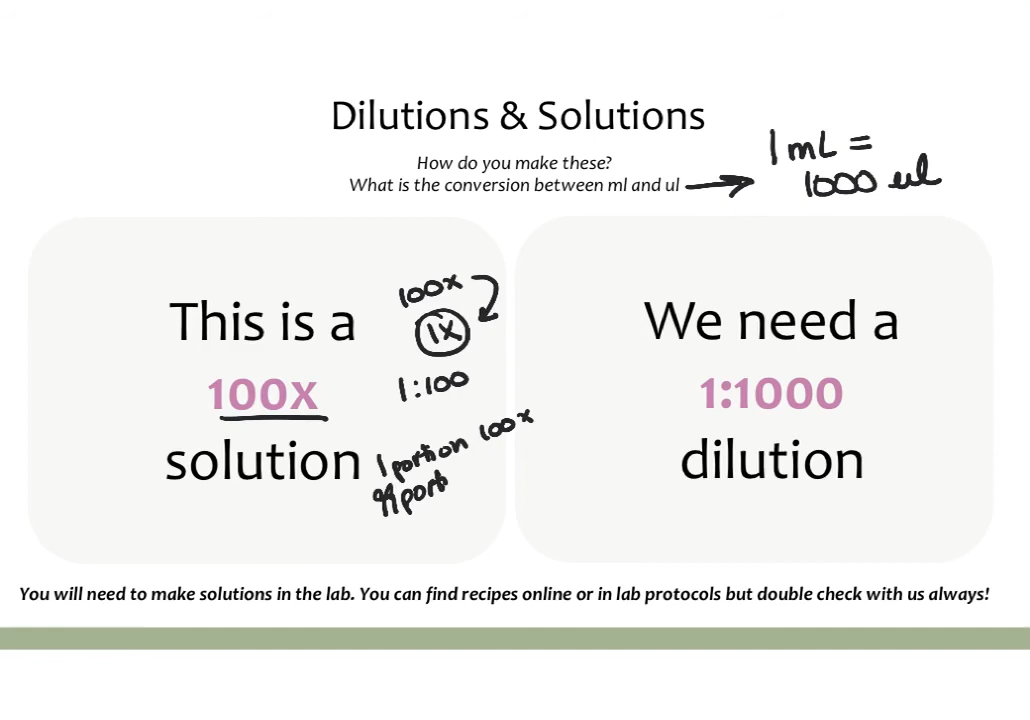 Dilutions & Solutions
How do you make these?
What is the conversion between ml and ul
1 mL =
1000 ul
This is a
100X
solution
100x
1X
1:100
1 portion 100x
99 port
We need a
1:1000
dilution
You will need to make solutions in the lab. You can find recipes online or in lab protocols but double check with us always!